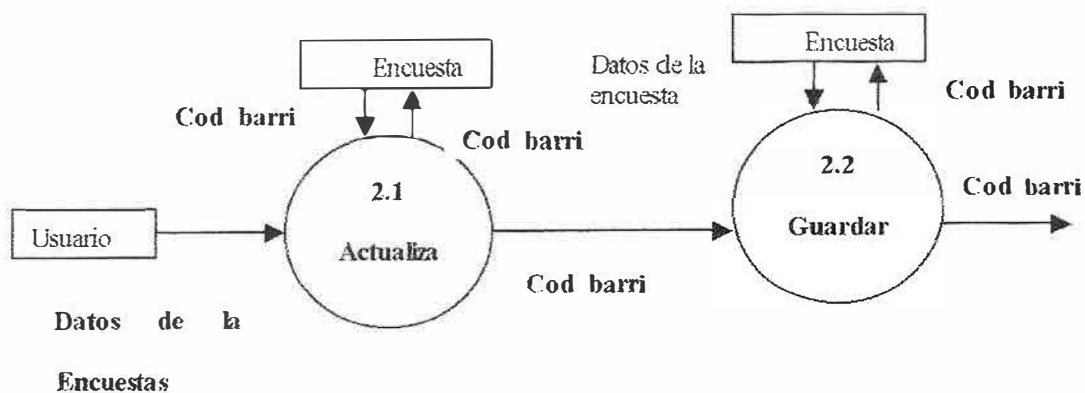 Encuesta
Encuesta
Datos de la
encuesta
Cod barri
Cod barri
Cod barri
2.1
2.2
Cod barri
Usuario
Actualiza
Guardar
Cod barri
Datos de la
Encuestas